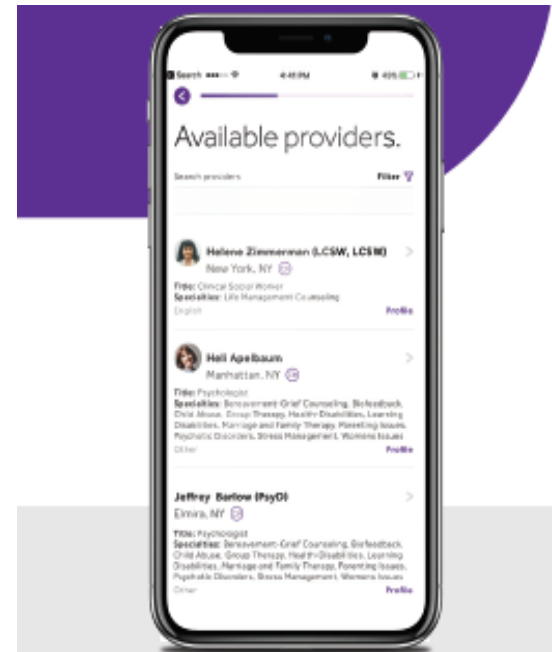 Search
4:41 PM
49%
Available providers.
Search providers
Filter
Helene Zimmerman (LCSW, LCSW)
New York, NY
Title: Clinical Social Worker
Specialties: Life Management Counseling
English
Profile
Heli Apelbaum
Manhattan, NY
Title: Psychologist
Specialties: Bereavement-Grief Counseling, Biofeedback,
Child Abuse, Group Therapy, Health-Disabilities, Learning
Disabilities, Marriage and Family Therapy, Parenting Issues,
Psychotic Disorders, Stress Management, Womens Issues
Other
Profile
Jeffrey Barlow (PsyD)
Elmira, NY
Title: Psychologist
Specialties: Bereavement-Grief Counseling, Biofeedback,
Child Abuse, Group Therapy, Health-Disabilities, Learning
Disabilities, Marriage and Family Therapy, Parenting Issues,
Psychotic Disorders, Stress Management, Womens Issues
Other
Profile